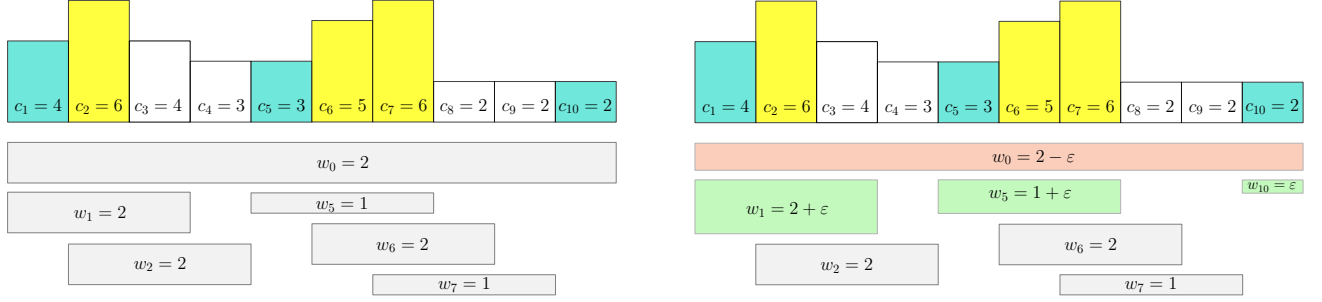 c₁ = 4 c₂ = 6 c₃ = 4 c₄ = 3 c₅ = 3 c₆ = 5 c₇ = 6 c₈ = 2 c₉ = 2 c₁₀ = 2
w₀ = 2
w₁ = 2
w₅ = 1
w₂ = 2
w₆ = 2
w₇ = 1
c₁ = 4 c₂ = 6 c₃ = 4 c₄ = 3 c₅ = 3 c₆ = 5 c₇ = 6 c₈ = 2 c₉ = 2 c₁₀ = 2
w₀ = 2 − ε
w₁ = 2 + ε
w₅ = 1 + ε
w₁₀ = ε
w₂ = 2
w₆ = 2
w₇ = 1